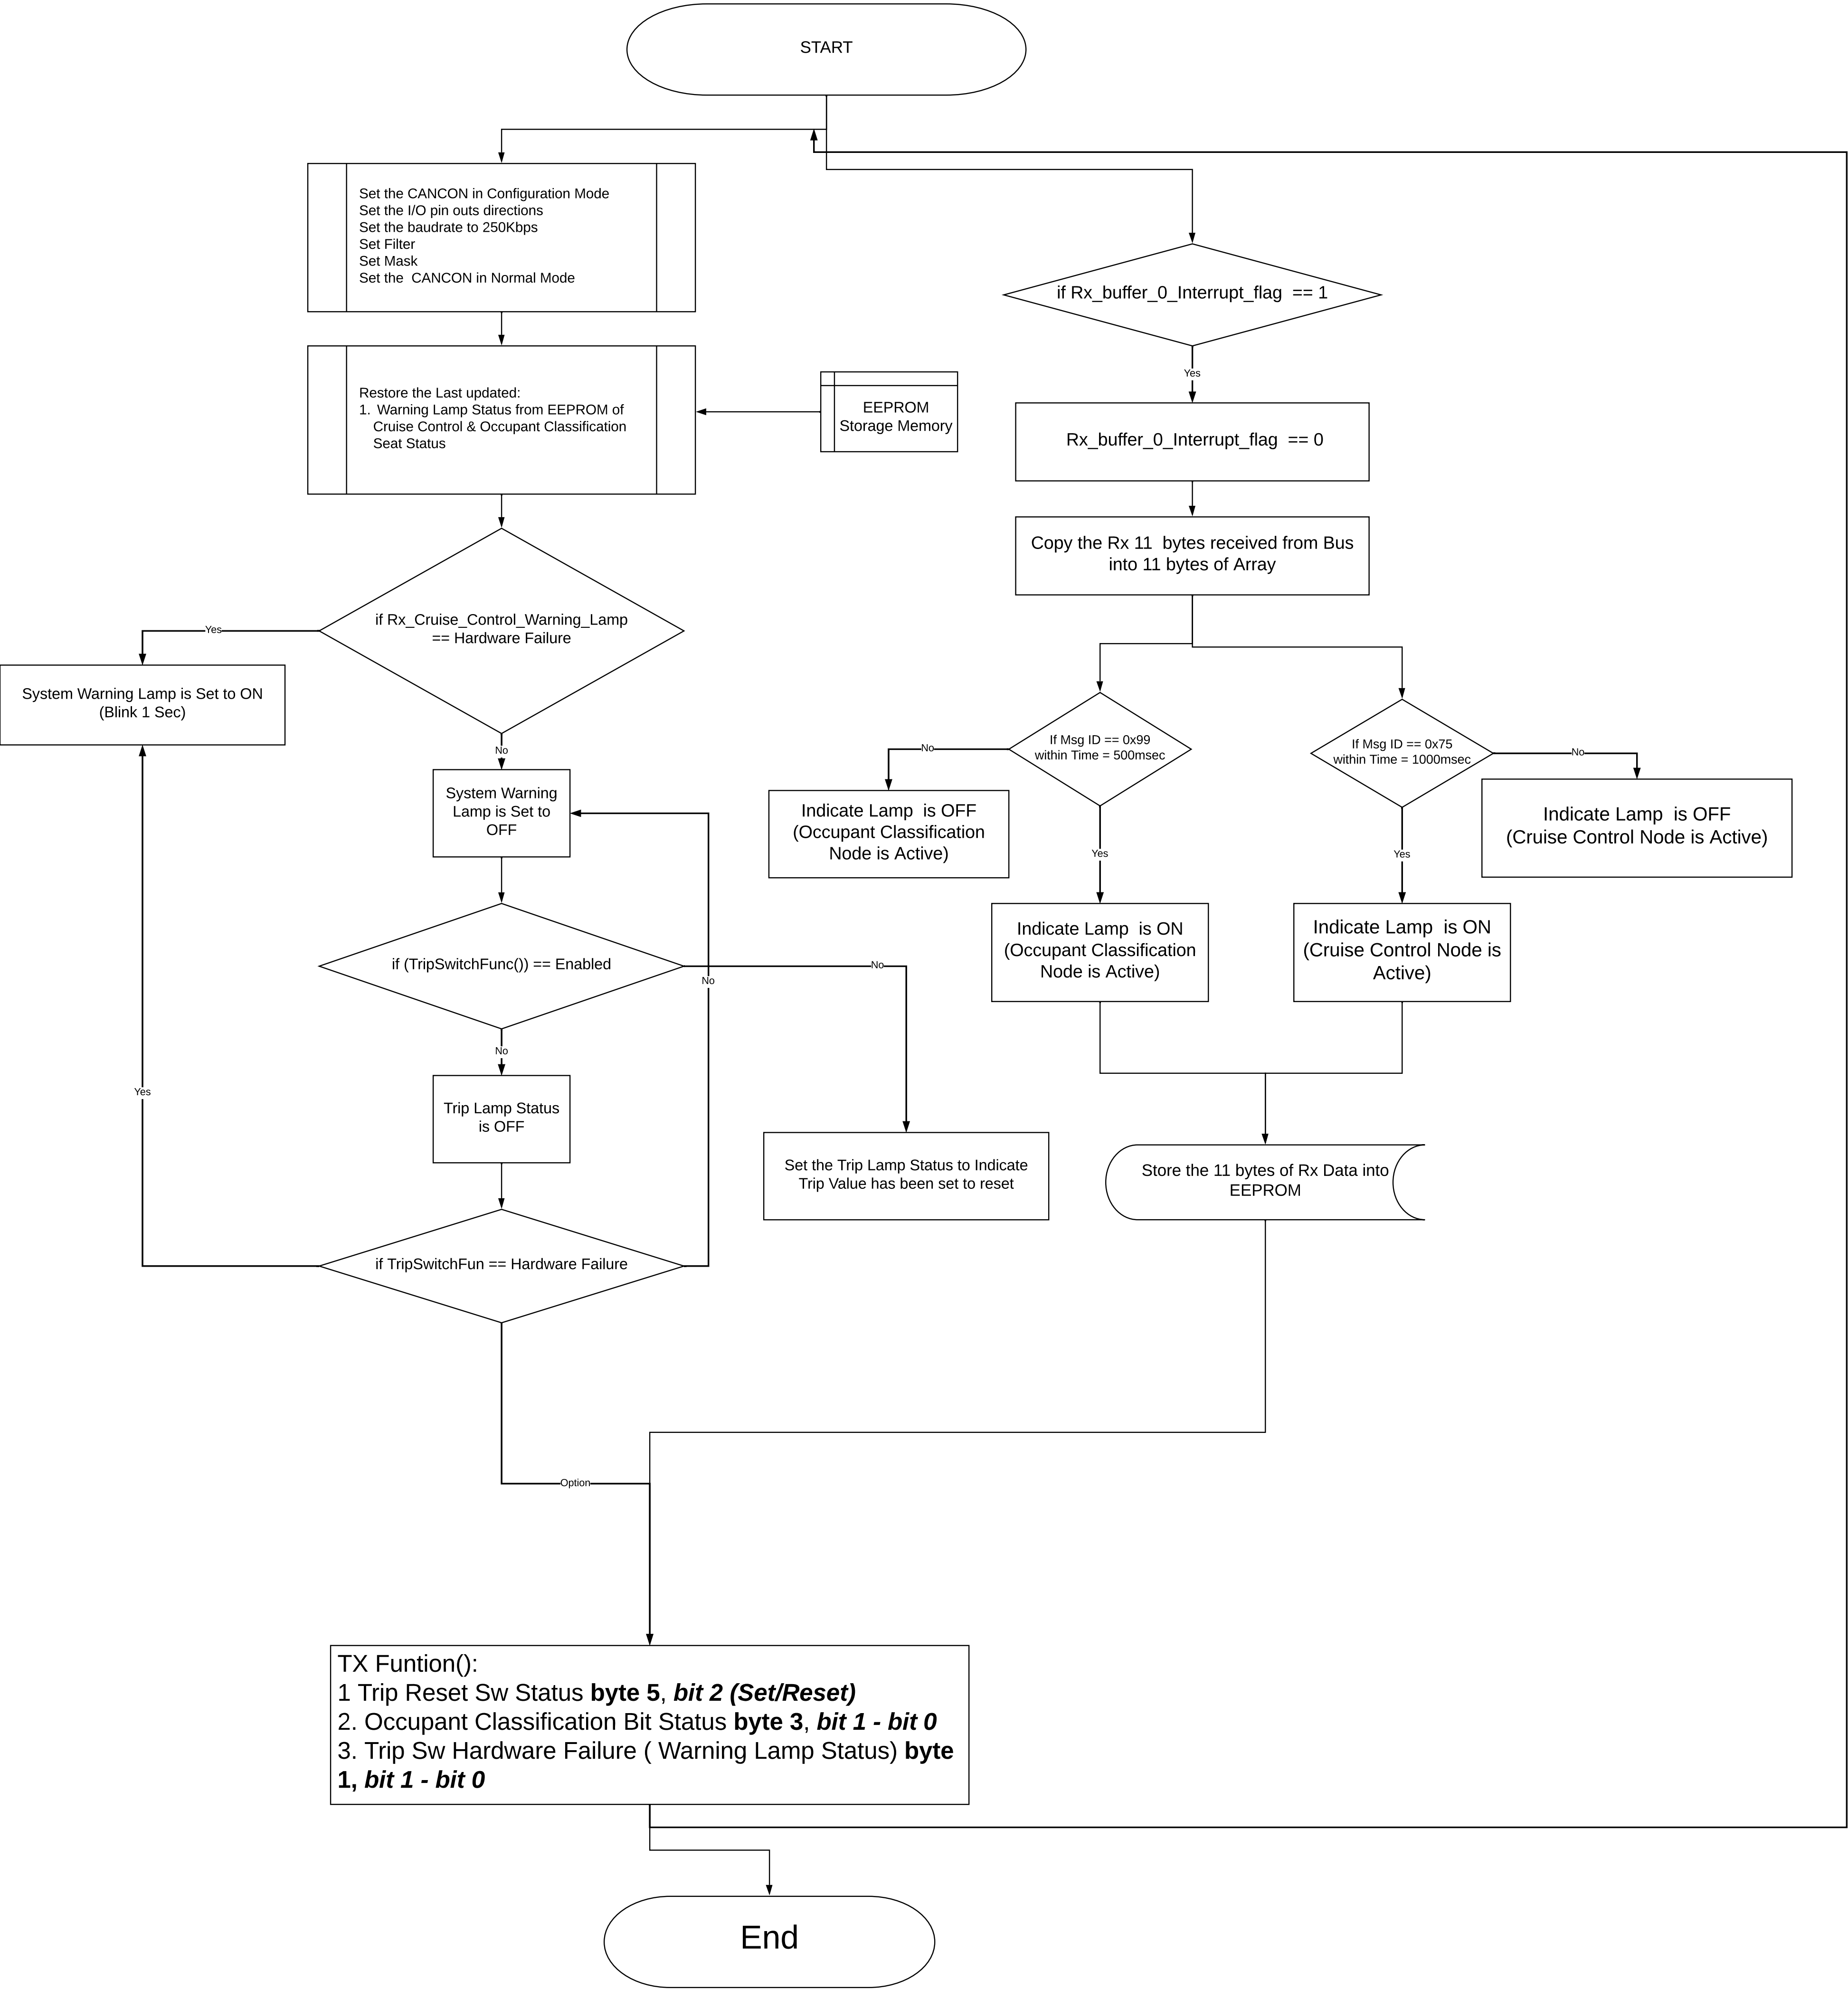 START
Set the CANCON in Configuration Mode
Set the I/O pin outs directions
Set the baudrate to 250Kbps
Set Filter
Set Mask
Set the  CANCON in Normal Mode
if Rx_buffer_0_Interrupt_flag  == 1
Yes
Restore the Last updated:
1.  Warning Lamp Status from EEPROM of
Cruise Control & Occupant Classification
Seat Status
EEPROM
Storage Memory
Rx_buffer_0_Interrupt_flag  == 0
Copy the Rx 11  bytes received from Bus
into 11 bytes of Array
if Rx_Cruise_Control_Warning_Lamp
== Hardware Failure
Yes
No
System Warning Lamp is Set to ON
(Blink 1 Sec)
If Msg ID == 0x99
within Time = 500msec
No
Yes
If Msg ID == 0x75
within Time = 1000msec
No
Yes
System Warning
Lamp is Set to
OFF
Indicate Lamp  is OFF
(Occupant Classification
Node is Active)
Indicate Lamp  is OFF
(Cruise Control Node is Active)
Indicate Lamp  is ON
(Occupant Classification
Node is Active)
Indicate Lamp  is ON
(Cruise Control Node is
Active)
if (TripSwitchFunc()) == Enabled
No
No
No
Yes
Trip Lamp Status
is OFF
Set the Trip Lamp Status to Indicate
Trip Value has been set to reset
Store the 11 bytes of Rx Data into
EEPROM
if TripSwitchFun == Hardware Failure
Option
TX Funtion():
1 Trip Reset Sw Status byte 5, bit 2 (Set/Reset)
2. Occupant Classification Bit Status byte 3, bit 1 - bit 0
3. Trip Sw Hardware Failure ( Warning Lamp Status) byte
1, bit 1 - bit 0
End